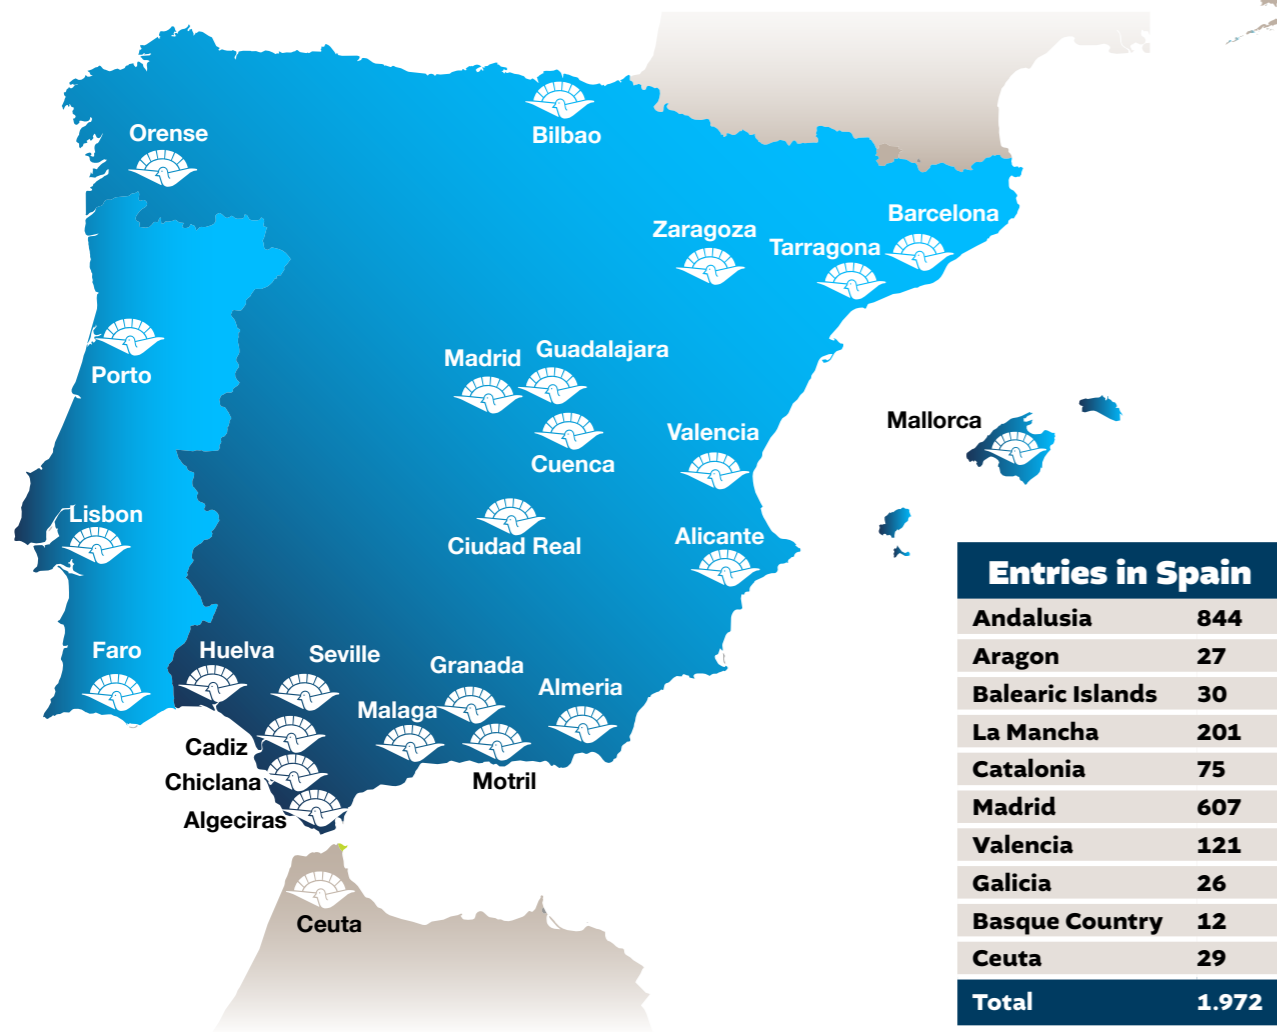 Orense
Bilbao
Barcelona
Zaragoza
Tarragona
Porto
Madrid
Guadalajara
Cuenca
Valencia
Mallorca
Lisbon
Ciudad Real
Alicante
Faro
Huelva
Seville
Granada
Almeria
Malaga
Cadiz
Chiclana
Motril
Algeciras
Ceuta
Entries in Spain
Andalusia 844
Aragon 27
Balearic Islands 30
La Mancha 201
Catalonia 75
Madrid 607
Valencia 121
Galicia 26
Basque Country 12
Ceuta 29
Total 1.972